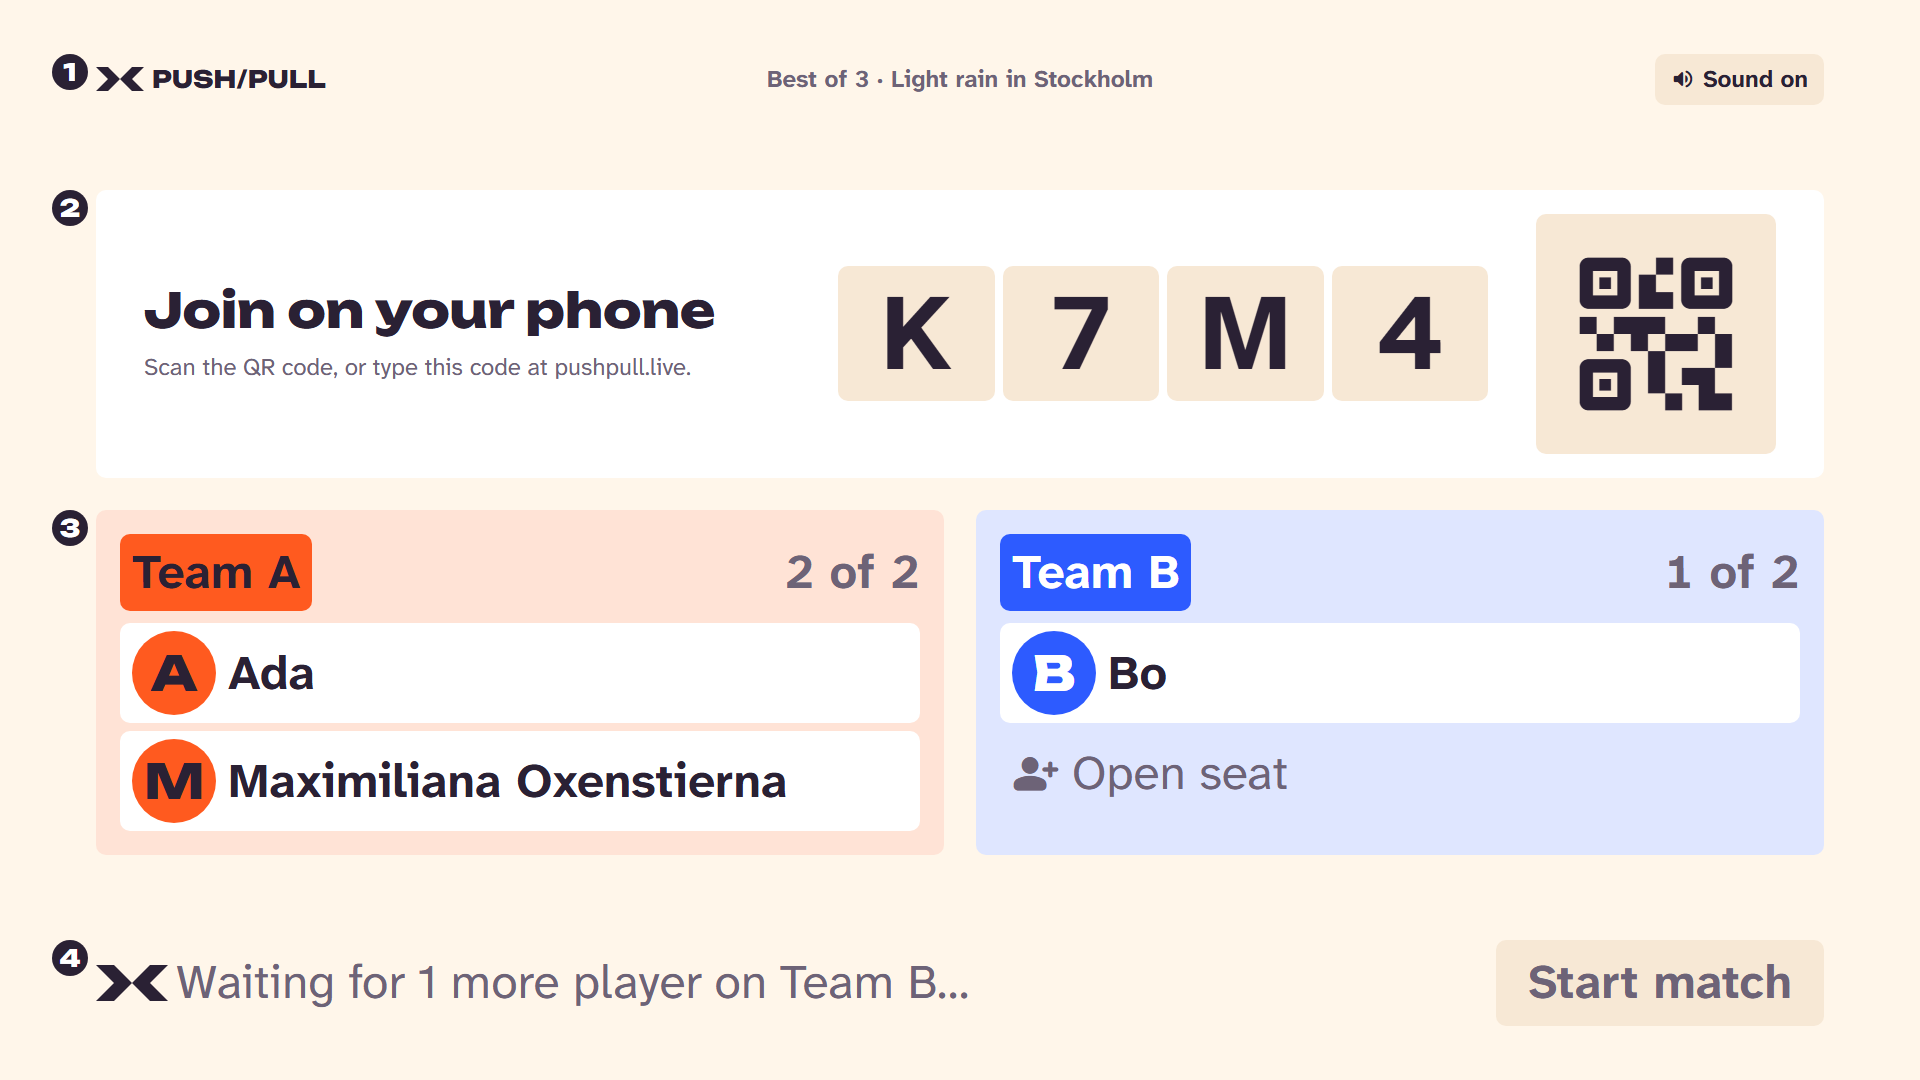 1 PUSH/PULL
Best of 3 · Light rain in Stockholm
Sound on
2
Join on your phone
Scan the QR code, or type this code at pushpull.live.
K 7 M 4
3
Team A 2 of 2
A Ada
M Maximiliana Oxenstierna
Team B 1 of 2
B Bo
Open seat
4 Waiting for 1 more player on Team B...
Start match